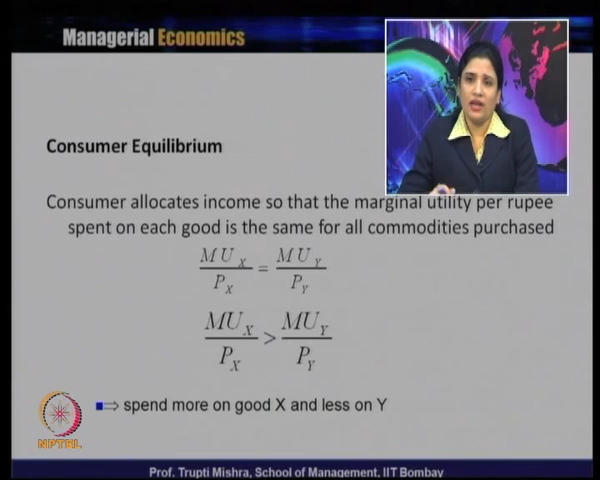 Managerial Economics
Consumer Equilibrium
Consumer allocates income so that the marginal utility per rupee
spent on each good is the same for all commodities purchased
MU_X / P_X = MU_Y / P_Y
MU_X / P_X > MU_Y / P_Y
⇒ spend more on good X and less on Y
NPTEL
Prof. Trupti Mishra, School of Management, IIT Bombay